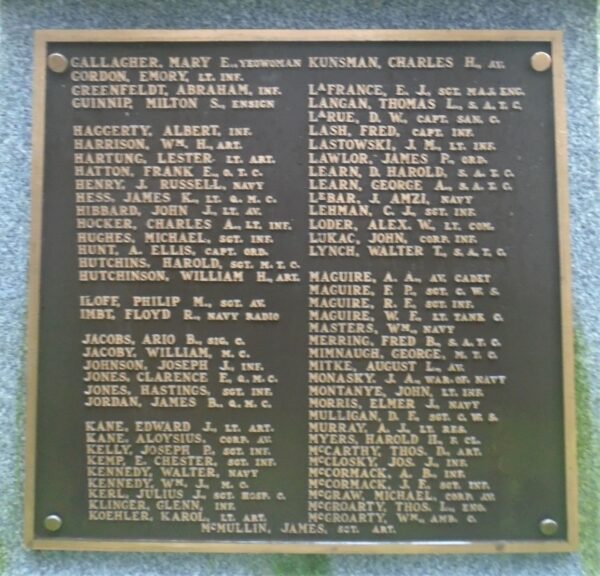 GALLAGHER, MARY E., YEOWOMAN
GORDON, EMORY, LT. INF.
GREENFELDT, ABRAHAM, INF.
GUINNIP, MILTON S., ENSIGN
HAGGERTY, ALBERT, INF.
HARRISON, WM. H., ART.
HARTUNG, LESTER LT. ART.
HATTON, FRANK E., O. T. C.
HENRY, J. RUSSELL, NAVY
HESS, JAMES K., LT. Q. M. C.
HIBBARD, JOHN J., LT. AV.
HOCKER, CHARLES A., LT. INF.
HUGHES, MICHAEL, SGT. INF.
HUNT, A. ELLIS, CAPT. ORD.
HUTCHINS, HAROLD, SGT. M. T. C.
HUTCHINSON, WILLIAM H., ART.
ILOFF, PHILIP M., SGT. AV.
IMBT, FLOYD R., NAVY RADIO
JACOBS, ARIO B., SIG. C.
JACOBY, WILLIAM, M. C.
JOHNSON, JOSEPH J., INF.
JONES, CLARENCE F., Q. M. C.
JONES, HASTINGS, SGT. INF.
JORDAN, JAMES B., Q. M. C.
KANE, EDWARD J., LT. ART.
KANE, ALOYSIUS, CORP. AV.
KELLY, JOSEPH P., SGT. INF.
KEMP, E. CHESTER, SGT. INF.
KENNEDY, WALTER, NAVY
KENNEDY, WM., J., M. C.
KERL, JULIUS J., SGT. HOSP. C.
KLINGER, GLENN, INF.
KOEHLER, KAROL, LT. ART.
KUNSMAN, CHARLES H., AV.
LAFRANCE, E. J., SGT. MAJ. ENG.
LANGAN, THOMAS L., S. A. T. C.
LARUE, D. W., CAPT. SAN. C.
LASH, FRED, CAPT. INF.
LASTOWSKI, J. M., LT. INF.
LAWLOR, JAMES P., ORD.
LEARN, D. HAROLD, S. A. T. C.
LEARN, GEORGE A., S. A. T. C.
LEBAR, J. AMZI, NAVY
LEHMAN, C. J., SGT. INF.
LODER, ALEX. W., LT. COM.
LUKAC, JOHN, CORP. INF.
LYNCH, WALTER T., S. A. T. C.
MAGUIRE, A. A., AV. CADET
MAGUIRE, E. P., SGT. C. W. S.
MAGUIRE, R. F., SGT. INF.
MAGUIRE, W. E., LT. TANK C.
MASTERS, WM., NAVY
MERRING, FRED B., S. A. T. C.
MIMNAUGH, GEORGE, M. T. C.
MITKE, AUGUST L., AV.
MONASKY, J. A., WAR. OF. NAVY
MONTANYE, JOHN, LT. INF.
MORRIS, ELMER J., NAVY
MULLIGAN, H. F., SGT. C. W. S.
MURRAY, A. J., LT. RES.
MYERS, HAROLD H., F. CL.
MCCARTHY, THOS. D., ART.
MCCLOSKY, JOS. J., INF.
MCCORMACK, A. B., INF.
MCCORMACK, J. F., SGT. INF.
MCGRAW, MICHAEL, CORP. AV.
MCGROARTY, THOS. L., ENG.
MCGROARTY, WM., AMB. C.
MCMULLIN, JAMES, SGT. ART.